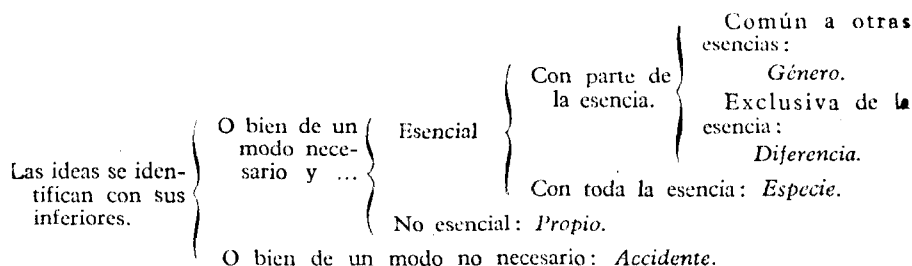 Común a otras
esencias:
Género.
Con parte de
la esencia.
Exclusiva de la
esencia:
Diferencia.
O bien de un
modo nece-
sario y ...
Esencial
Con toda la esencia: Especie.
Las ideas se iden-
tifican con sus
inferiores.
No esencial: Propio.
O bien de un modo no necesario: Accidente.